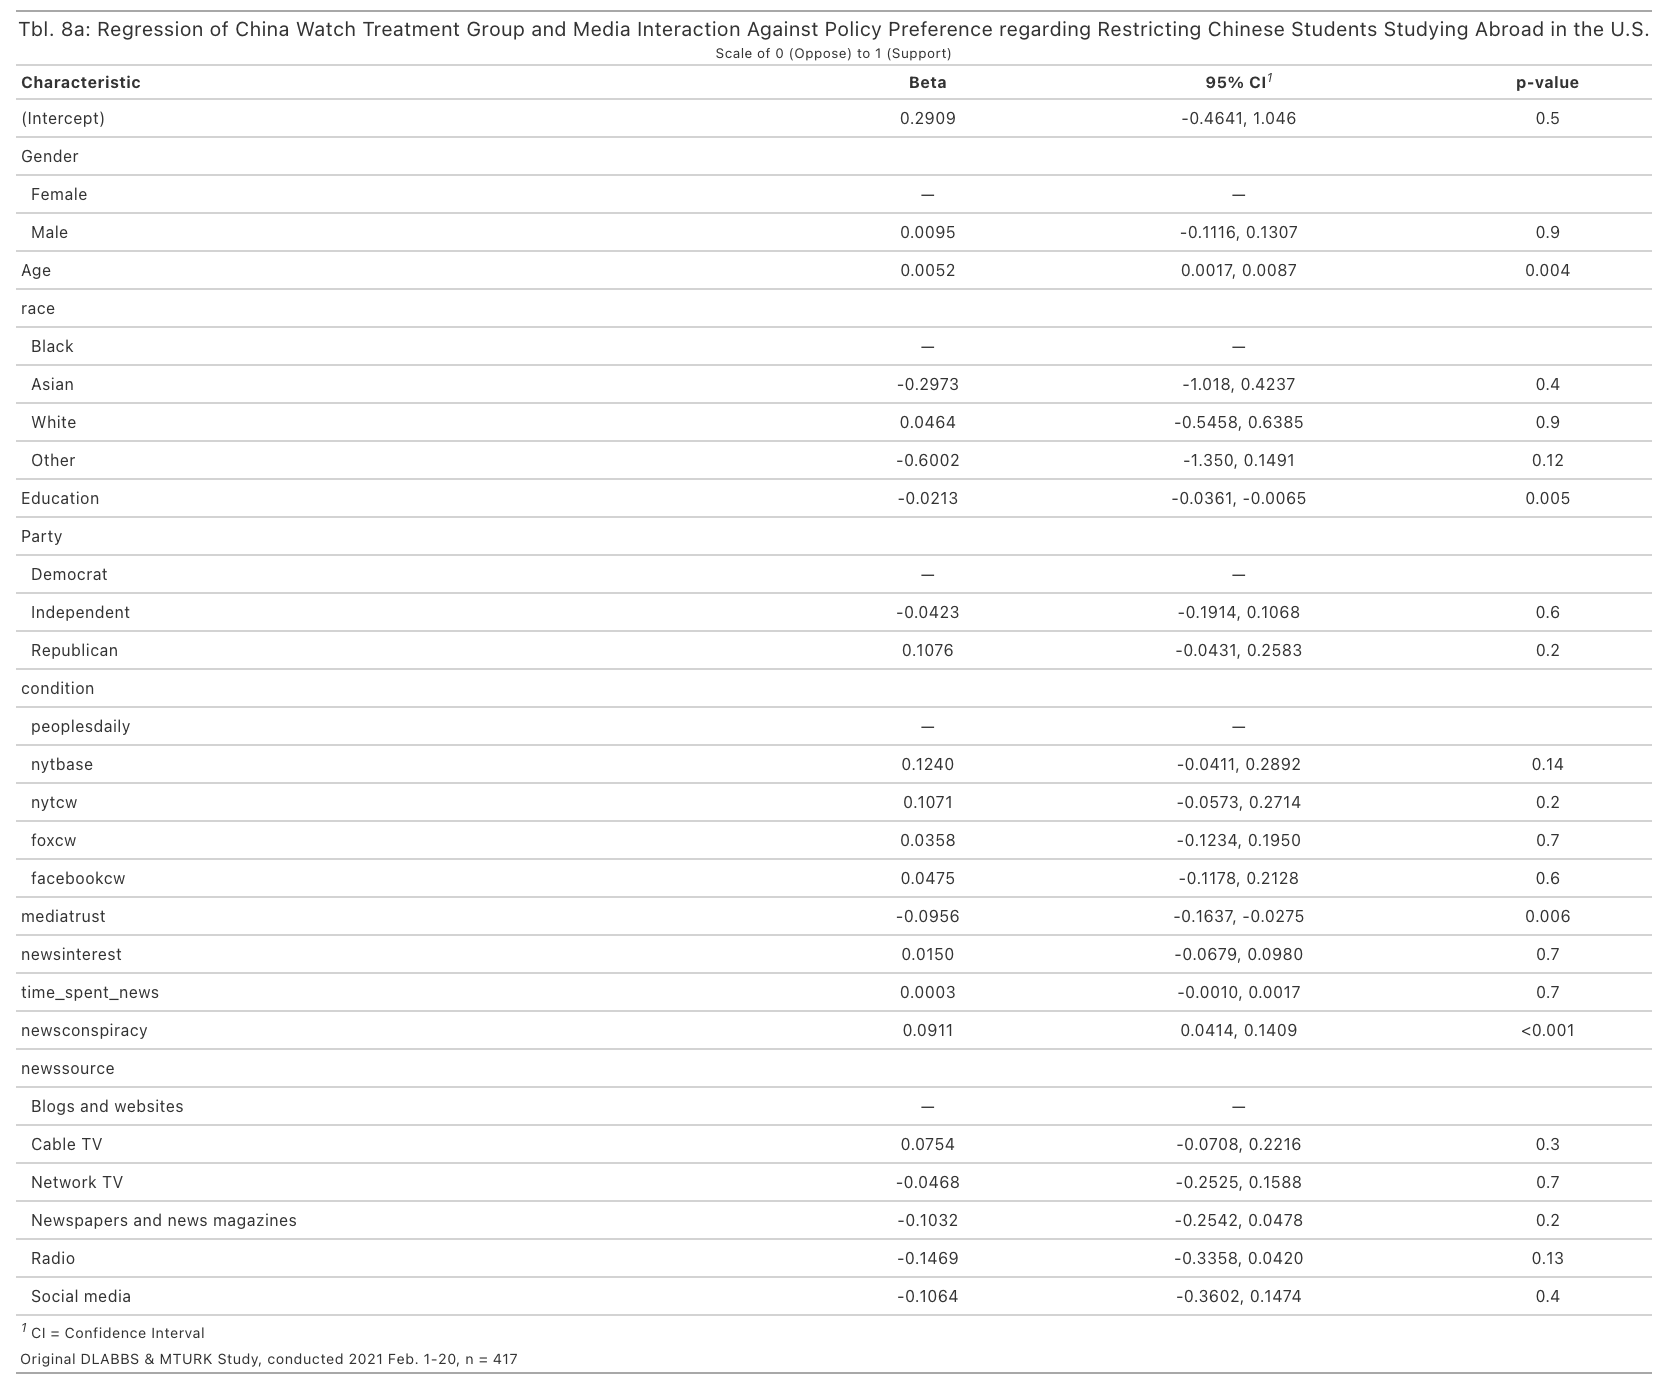 Tbl. 8a: Regression of China Watch Treatment Group and Media Interaction Against Policy Preference regarding Restricting Chinese Students Studying Abroad in the U.S.
Scale of 0 (Oppose) to 1 (Support)
Characteristic Beta 95% CI1 p-value
(Intercept) 0.2909 -0.4641, 1.046 0.5
Gender
Female — —
Male 0.0095 -0.1116, 0.1307 0.9
Age 0.0052 0.0017, 0.0087 0.004
race
Black — —
Asian -0.2973 -1.018, 0.4237 0.4
White 0.0464 -0.5458, 0.6385 0.9
Other -0.6002 -1.350, 0.1491 0.12
Education -0.0213 -0.0361, -0.0065 0.005
Party
Democrat — —
Independent -0.0423 -0.1914, 0.1068 0.6
Republican 0.1076 -0.0431, 0.2583 0.2
condition
peoplesdaily — —
nytbase 0.1240 -0.0411, 0.2892 0.14
nytcw 0.1071 -0.0573, 0.2714 0.2
foxcw 0.0358 -0.1234, 0.1950 0.7
facebookcw 0.0475 -0.1178, 0.2128 0.6
mediatrust -0.0956 -0.1637, -0.0275 0.006
newsinterest 0.0150 -0.0679, 0.0980 0.7
time_spent_news 0.0003 -0.0010, 0.0017 0.7
newsconspiracy 0.0911 0.0414, 0.1409 <0.001
newssource
Blogs and websites — —
Cable TV 0.0754 -0.0708, 0.2216 0.3
Network TV -0.0468 -0.2525, 0.1588 0.7
Newspapers and news magazines -0.1032 -0.2542, 0.0478 0.2
Radio -0.1469 -0.3358, 0.0420 0.13
Social media -0.1064 -0.3602, 0.1474 0.4
1 CI = Confidence Interval
Original DLABBS & MTURK Study, conducted 2021 Feb. 1-20, n = 417